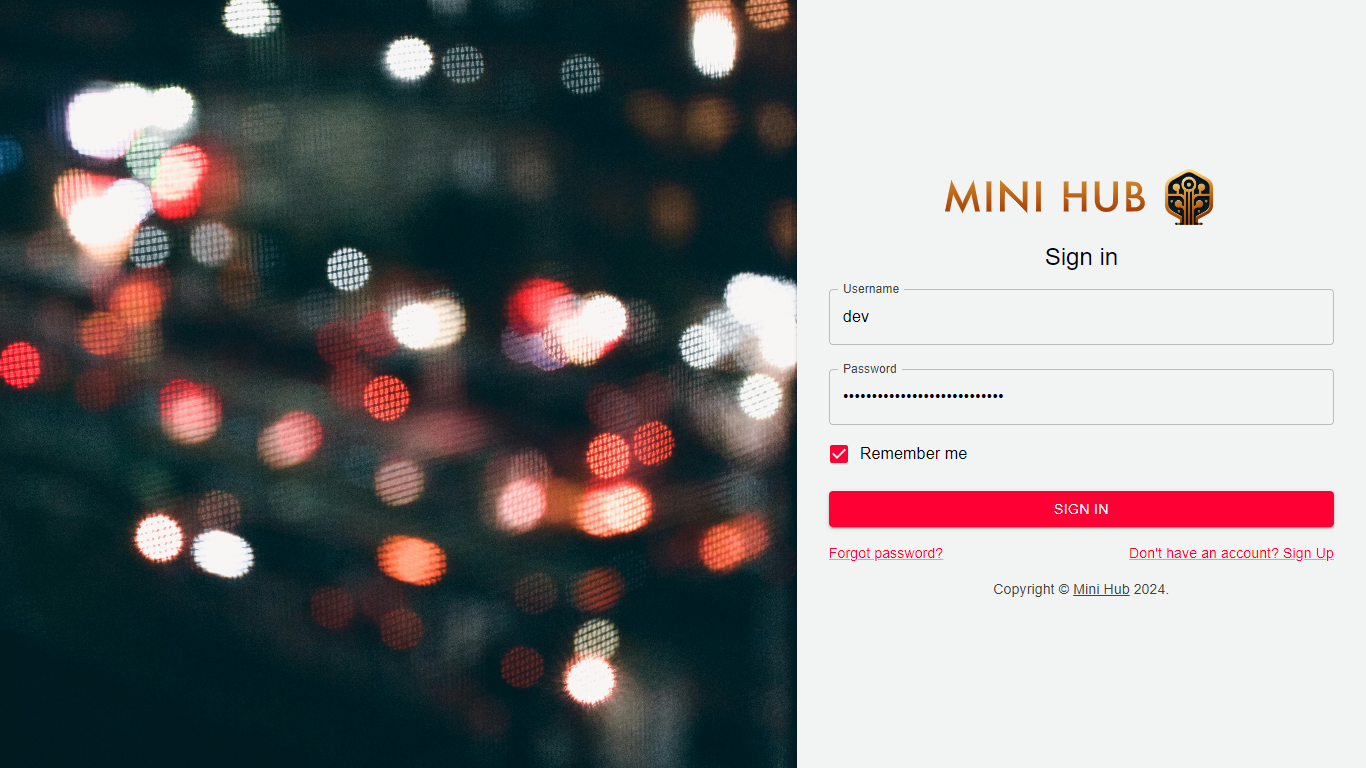 MINI HUB
Sign in
Username
dev
Password
••••••••••••••••••••••••••••
Remember me
SIGN IN
Forgot password? Don't have an account? Sign Up
Copyright © Mini Hub 2024.